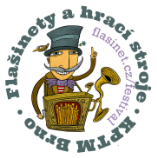 Flašinety a hrací stroje • KPTM Brno •
flasinet.cz/festival